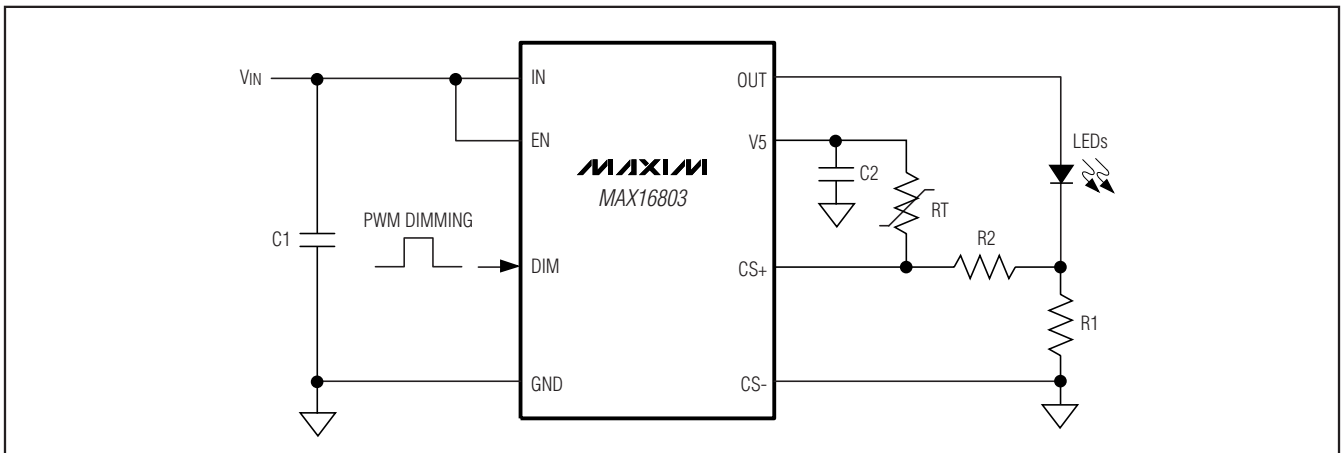 VIN
IN
EN
PWM DIMMING
DIM
C1
GND
MAXIM
MAX16803
OUT
V5
C2
RT
LEDs
CS+
R2
R1
CS-